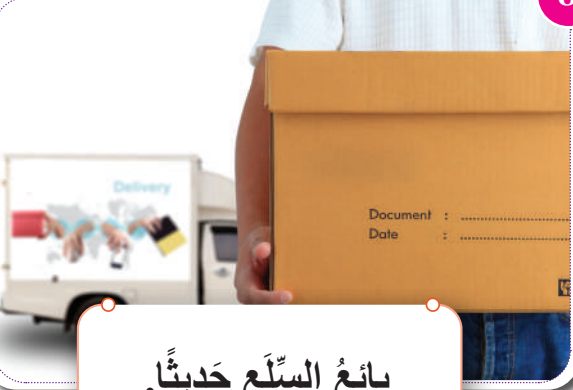 Delivery
Document : ........................
Date : ........................
بائعُ السِّلَعِ حَديثًا.